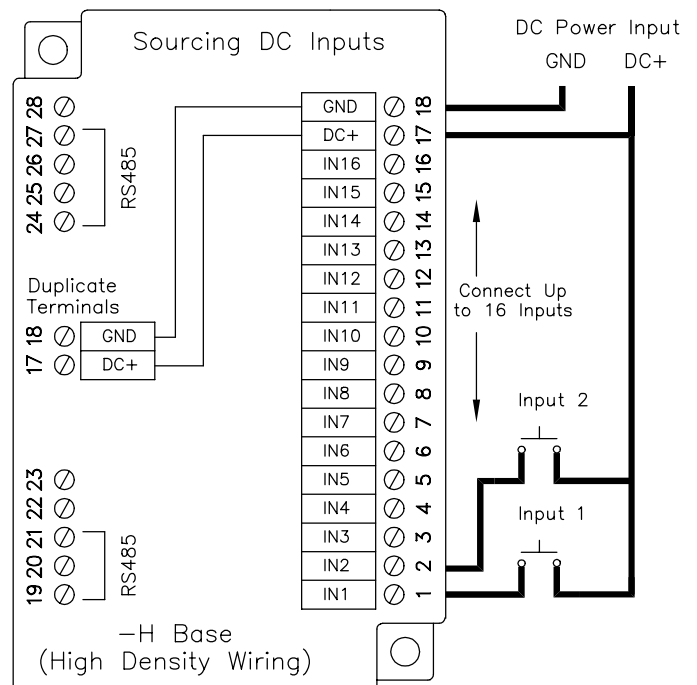 Sourcing DC Inputs
DC Power Input
GND DC+
28
27
26
25
24
RS485
Duplicate
Terminals
18 GND
17 DC+
23
22
21
20
19
RS485
GND 18
DC+ 17
IN16 16
IN15 15
IN14 14
IN13 13
IN12 12
IN11 11
IN10 10
IN9 9
IN8 8
IN7 7
IN6 6
IN5 5
IN4 4
IN3 3
IN2 2
IN1 1
Connect Up
to 16 Inputs
Input 2
Input 1
-H Base
(High Density Wiring)